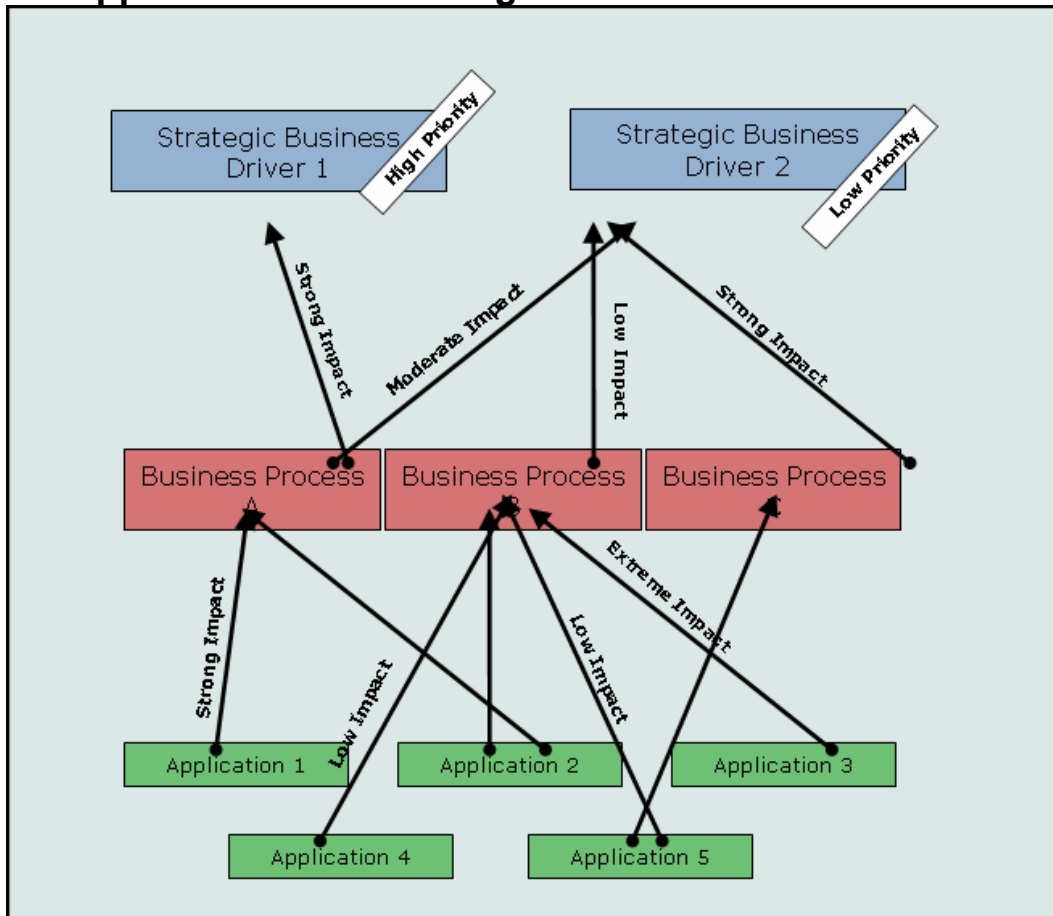 Strategic Business
Driver 1
High Priority
Strategic Business
Driver 2
Low Priority
Strong Impact
Moderate Impact
Low Impact
Strong Impact
Business Process
A
Business Process
B
Business Process
C
Strong Impact
Low Impact
Low Impact
Extreme Impact
Application 1
Application 2
Application 3
Application 4
Application 5